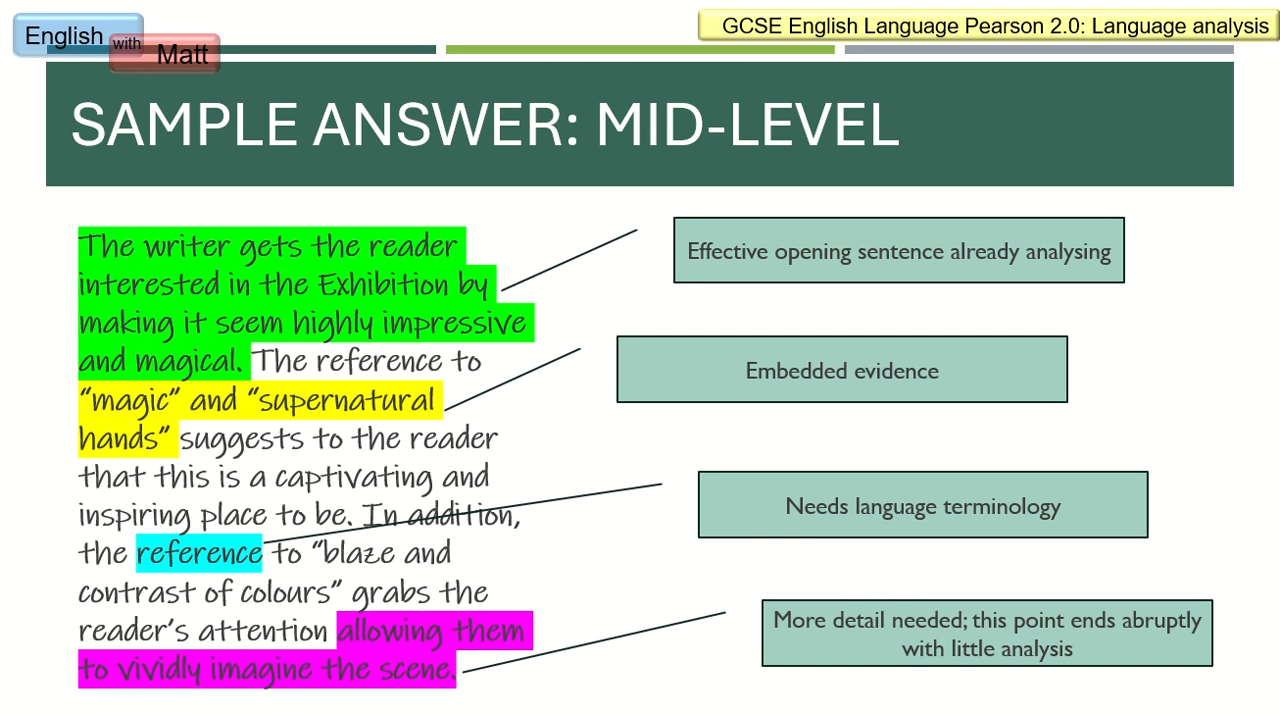 English
with
Matt
GCSE English Language Pearson 2.0: Language analysis
SAMPLE ANSWER: MID-LEVEL
The writer gets the reader
interested in the Exhibition by
making it seem highly impressive
and magical. The reference to
“magic” and “supernatural
hands” suggests to the reader
that this is a captivating and
inspiring place to be. In addition,
the reference to “blaze and
contrast of colours” grabs the
reader’s attention allowing them
to vividly imagine the scene.
Effective opening sentence already analysing
Embedded evidence
Needs language terminology
More detail needed; this point ends abruptly
with little analysis